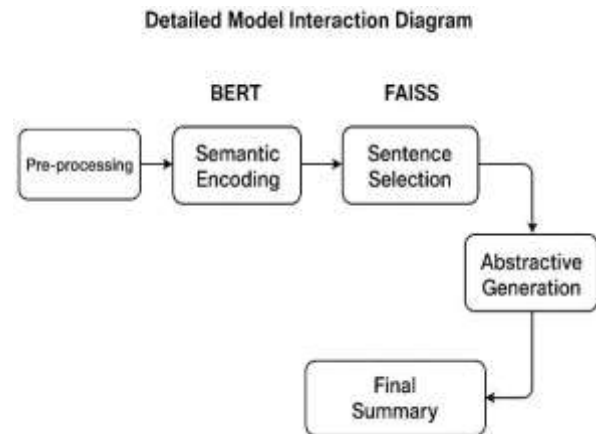 Detailed Model Interaction Diagram
BERT
FAISS
Pre-processing
Semantic
Encoding
Sentence
Selection
Abstractive
Generation
Final
Summary